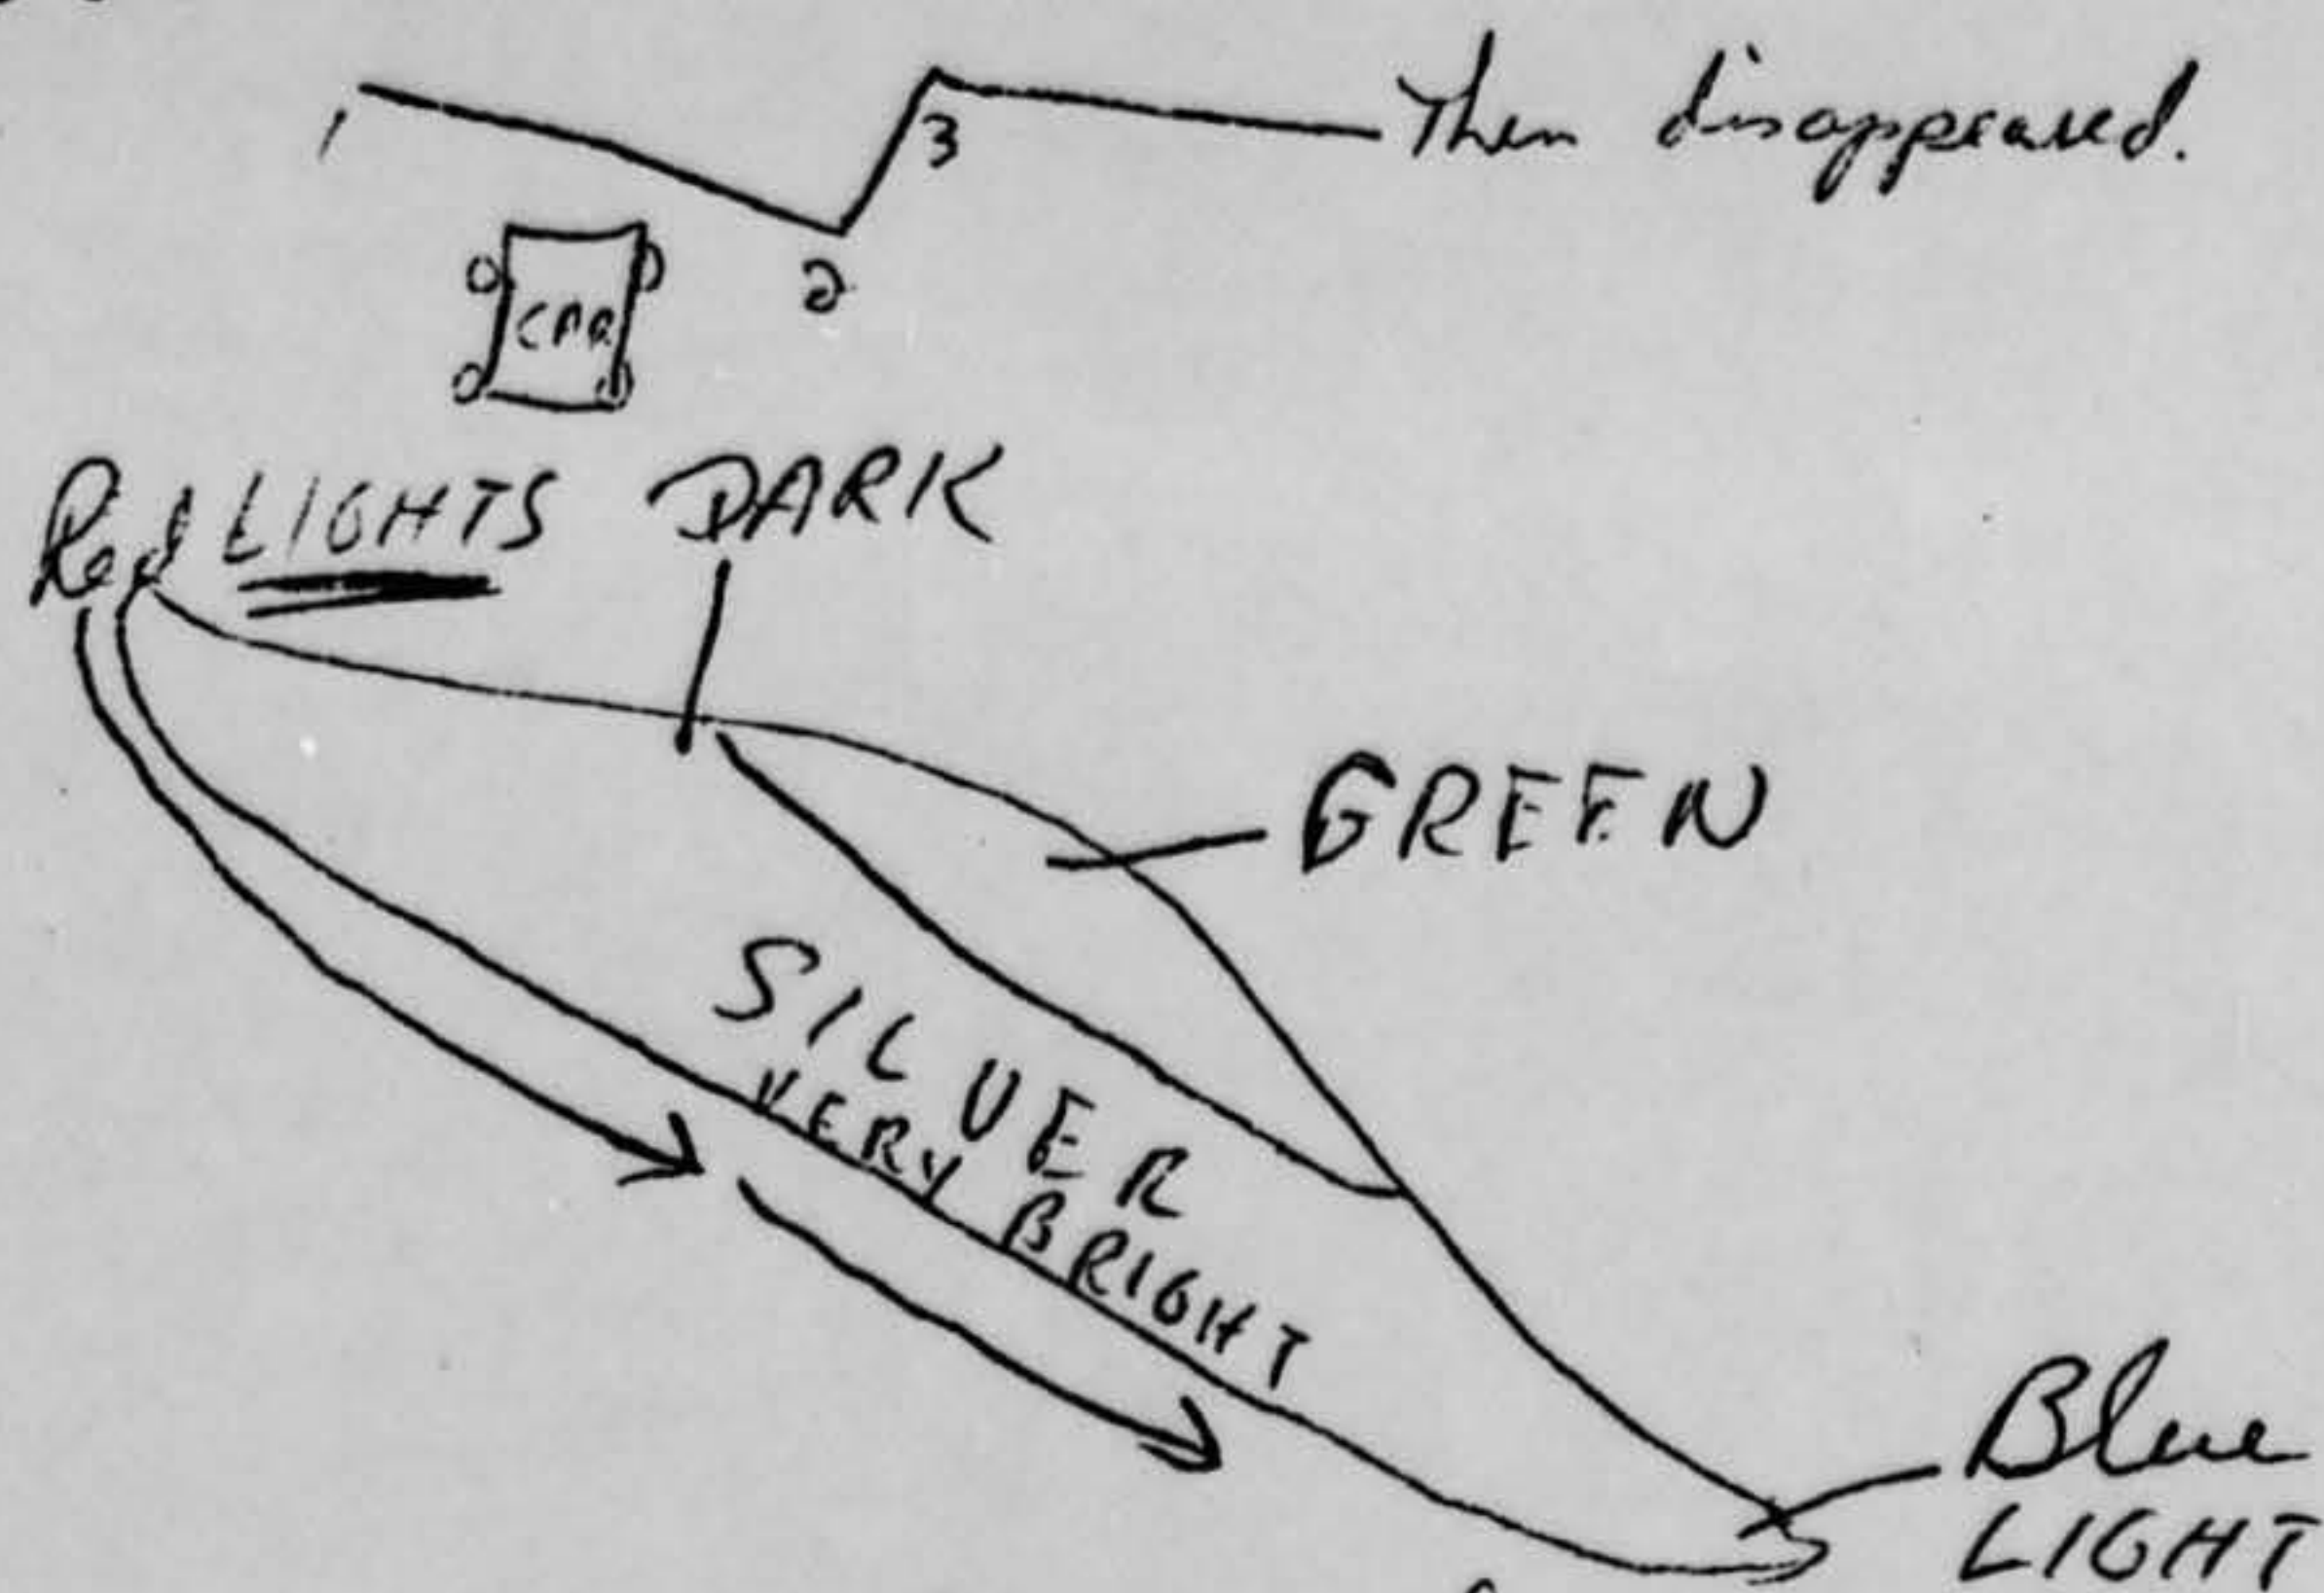 1
3
Then disappeared.
2
CAR
Red LIGHTS
DARK
GREEN
SILVER
VERY BRIGHT
Blue
LIGHT